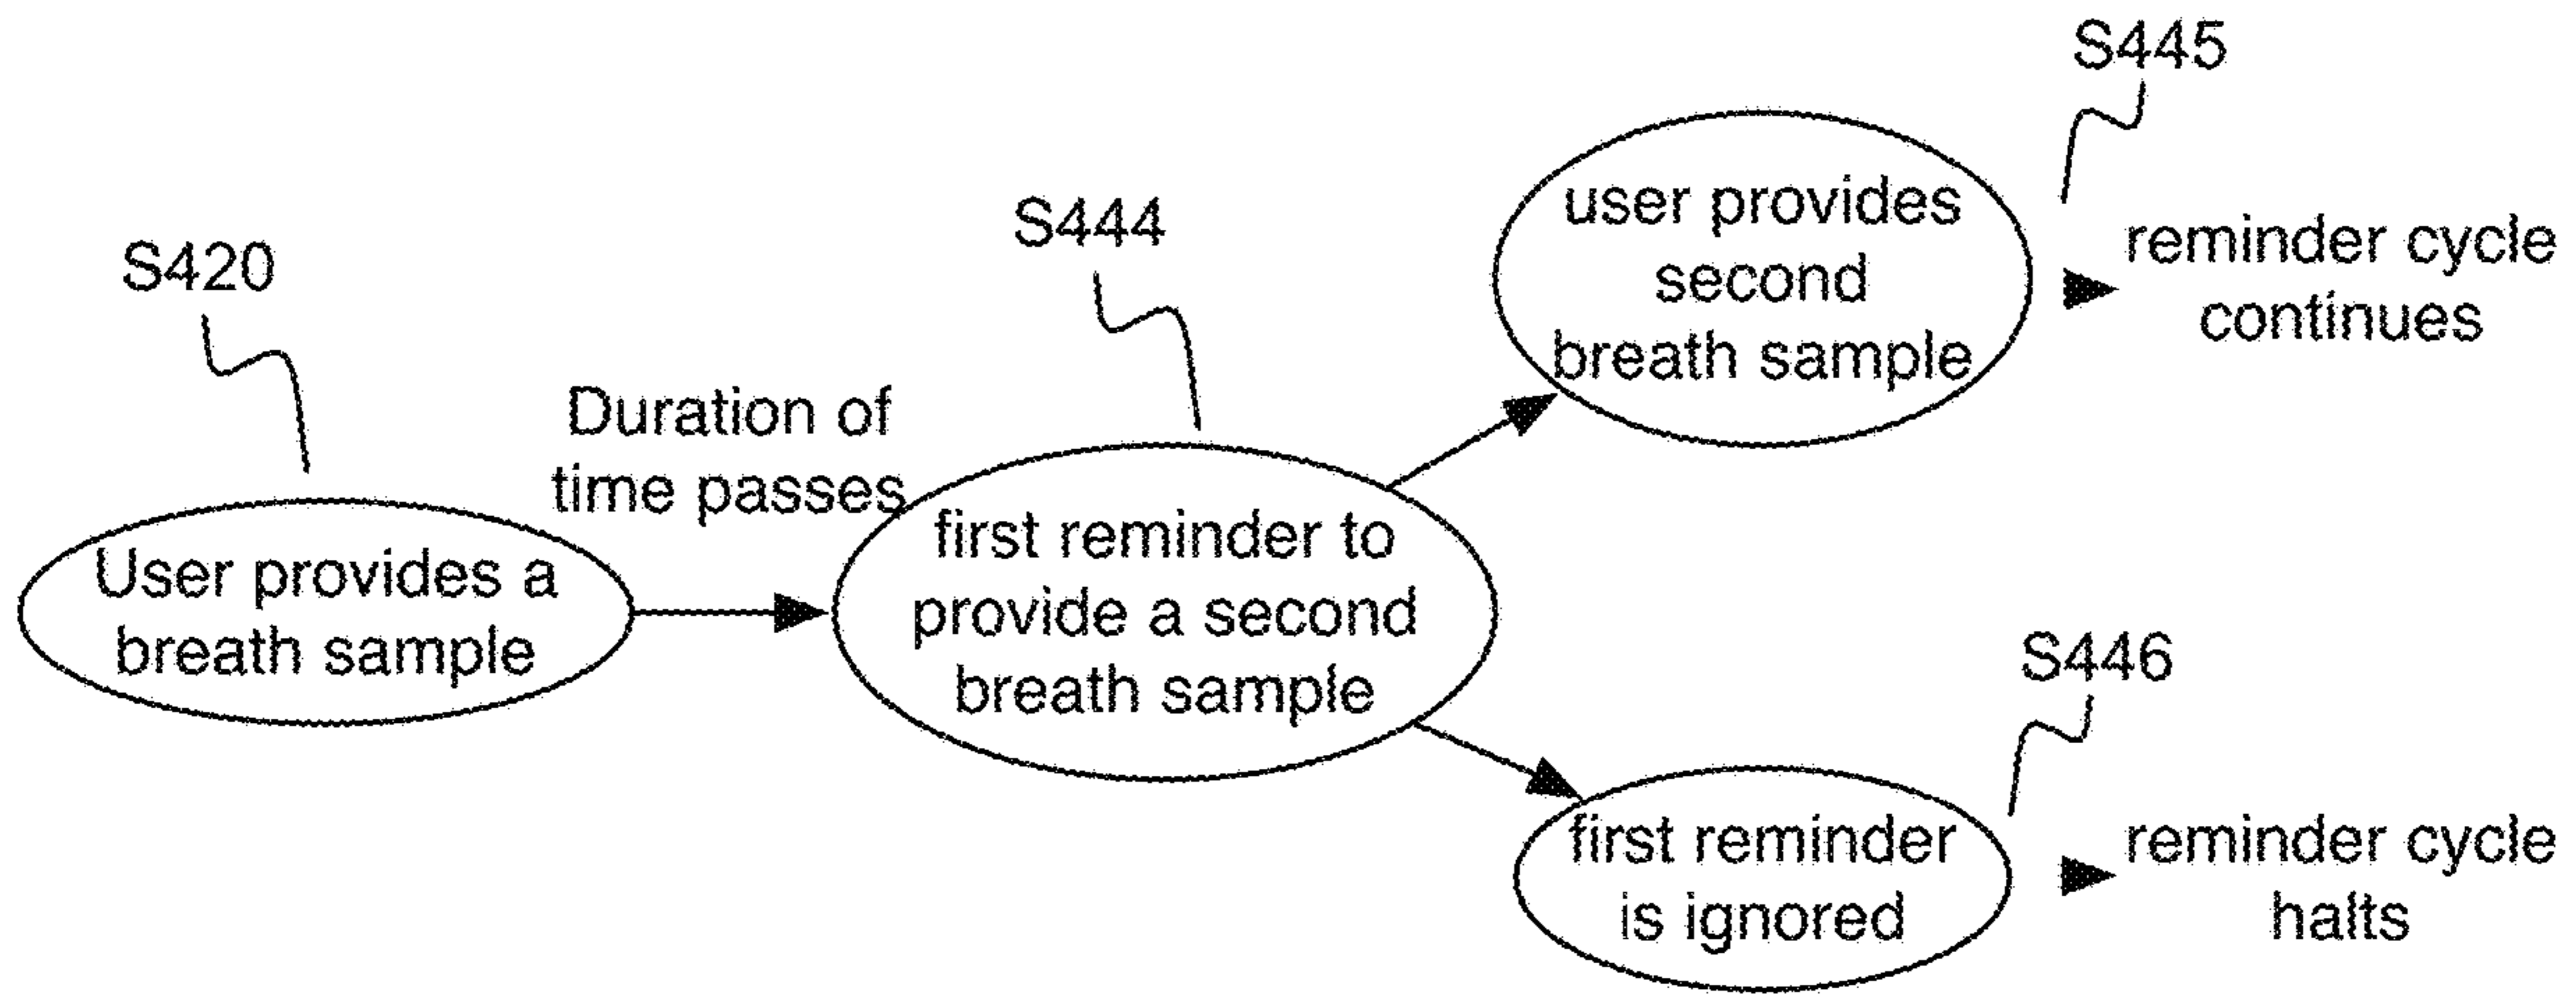 S420
User provides a
breath sample
Duration of
time passes
S444
first reminder to
provide a second
breath sample
S445
user provides
second
breath sample
reminder cycle
continues
S446
first reminder
is ignored
reminder cycle
halts